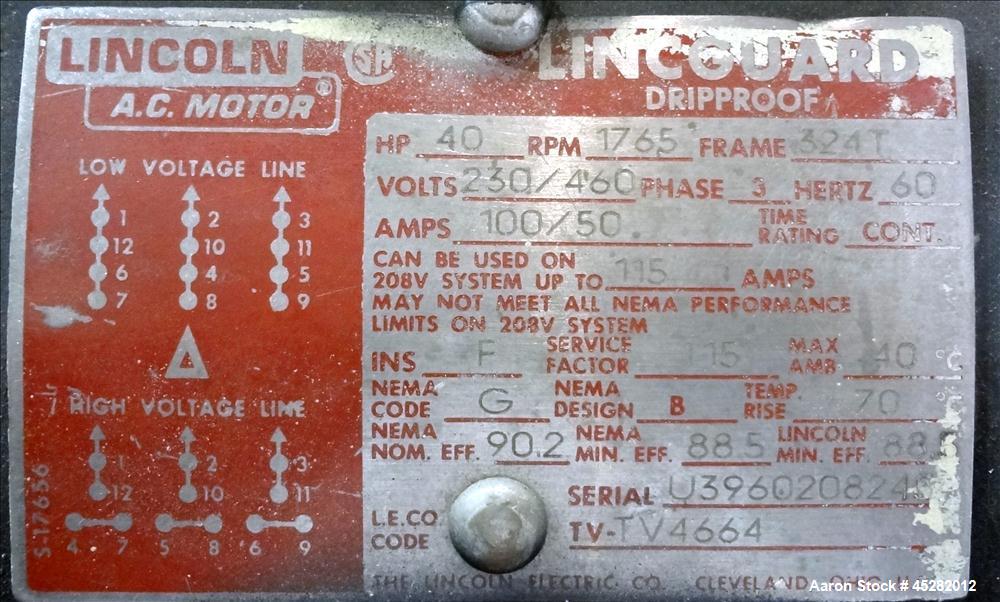 LINCOLN
A.C. MOTOR®
LINCGUARD
DRIPPROOF
LOW VOLTAGE LINE
1 2 3
12 10 11
6 4 5
7 8 9
HIGH VOLTAGE LINE
1 2 3
12 10 11
4 7 5 8 6 9
S-17656
HP 40 RPM 1765 FRAME 324T
VOLTS 230/460 PHASE 3 HERTZ 60
AMPS 100/50 TIME RATING CONT.
CAN BE USED ON
208V SYSTEM UP TO 115 AMPS
MAY NOT MEET ALL NEMA PERFORMANCE
LIMITS ON 208V SYSTEM
INS F SERVICE FACTOR 115 MAX AMB. 40 °C
NEMA CODE G NEMA DESIGN B TEMP. RISE 70
NEMA NOM. EFF. 90.2 NEMA MIN. EFF. 88.5 LINCOLN MIN. EFF. 88.5
SERIAL
L.E.CO. CODE TV-TV4664
THE LINCOLN ELECTRIC CO. CLEVELAND, OHIO
Aaron Stock # 45282012